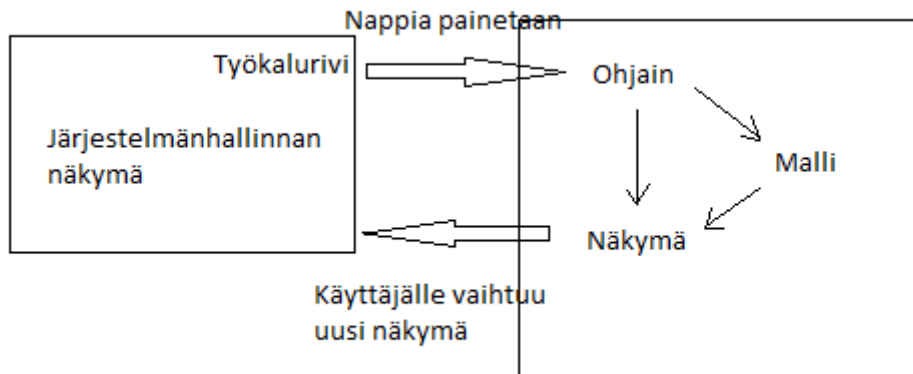 Nappia painetaan
Työkalurivi
Ohjain
Järjestelmänhallinnan
näkymä
Malli
Näkymä
Käyttäjälle vaihtuu
uusi näkymä